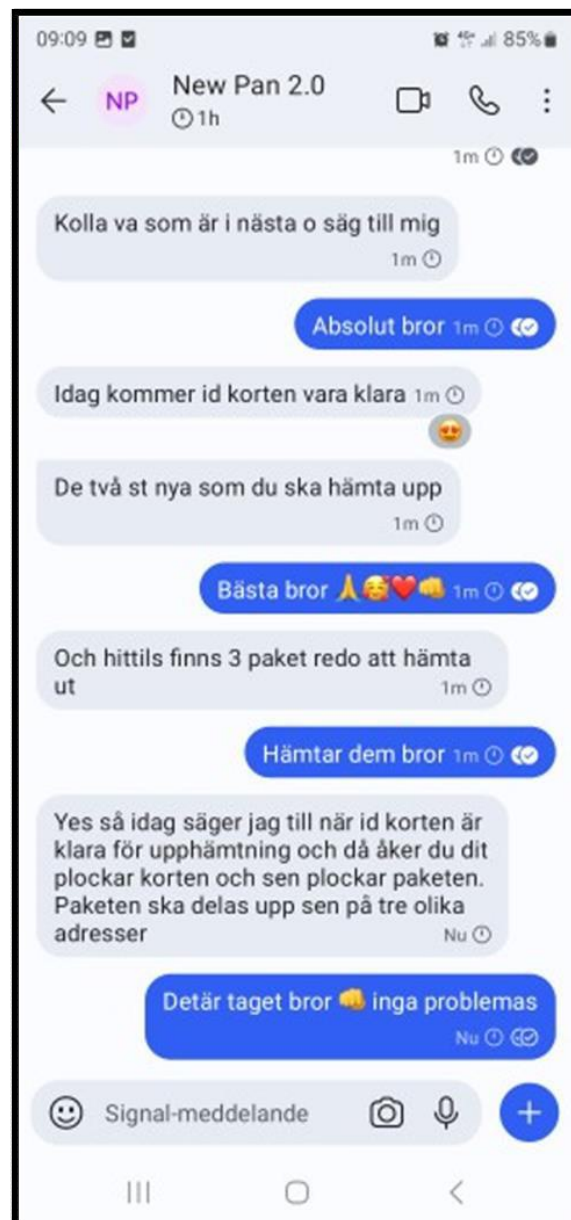 09:09 85%
NP New Pan 2.0
1h
1m
Kolla va som är i nästa o säg till mig
1m
Absolut bror 1m
Idag kommer id korten vara klara 1m
De två st nya som du ska hämta upp
1m
Bästa bror 🙏🥰❤️👊 1m
Och hittils finns 3 paket redo att hämta
ut 1m
Hämtar dem bror 1m
Yes så idag säger jag till när id korten är
klara för upphämtning och då åker du dit
plockar korten och sen plockar paketen.
Paketen ska delas upp sen på tre olika
adresser Nu
Detär taget bror 👊 inga problemas
Nu
Signal-meddelande